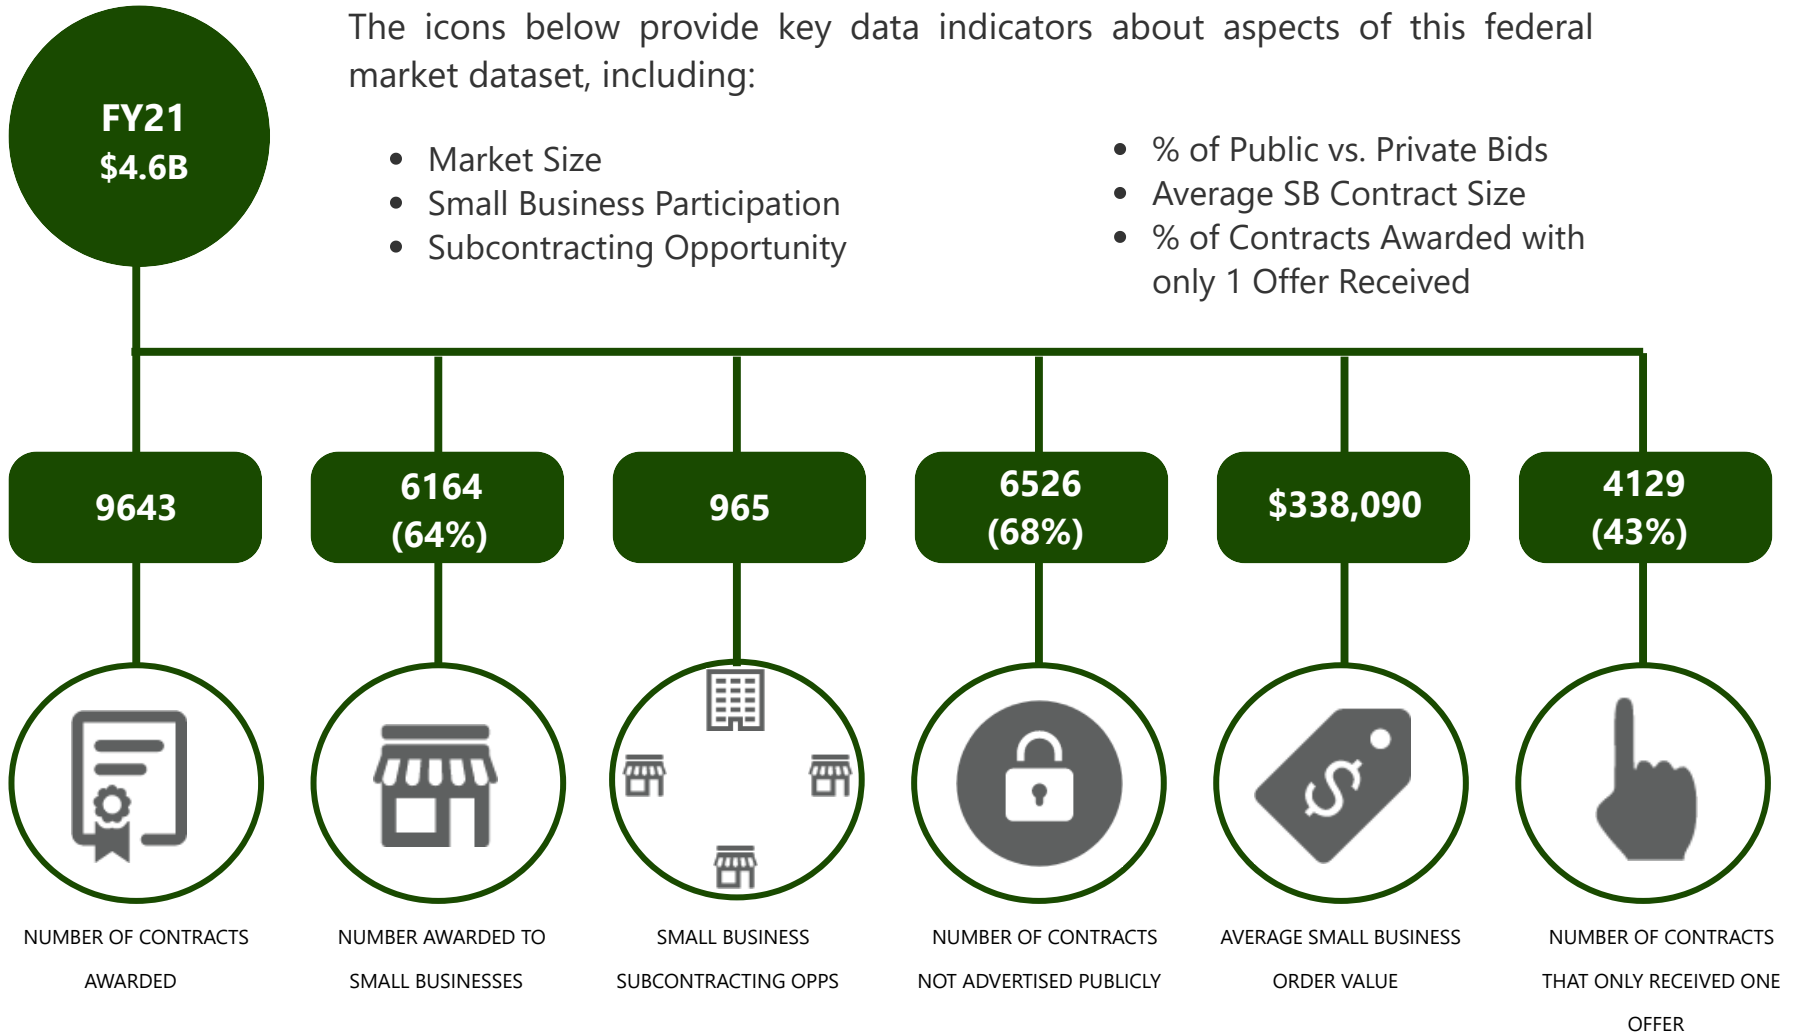 FY21
$4.6B
The icons below provide key data indicators about aspects of this federal
market dataset, including:
• Market Size
• Small Business Participation
• Subcontracting Opportunity
• % of Public vs. Private Bids
• Average SB Contract Size
• % of Contracts Awarded with
only 1 Offer Received
9643
6164
(64%)
965
6526
(68%)
$338,090
4129
(43%)
$
NUMBER OF CONTRACTS
AWARDED
NUMBER AWARDED TO
SMALL BUSINESSES
SMALL BUSINESS
SUBCONTRACTING OPPS
NUMBER OF CONTRACTS
NOT ADVERTISED PUBLICLY
AVERAGE SMALL BUSINESS
ORDER VALUE
NUMBER OF CONTRACTS
THAT ONLY RECEIVED ONE
OFFER